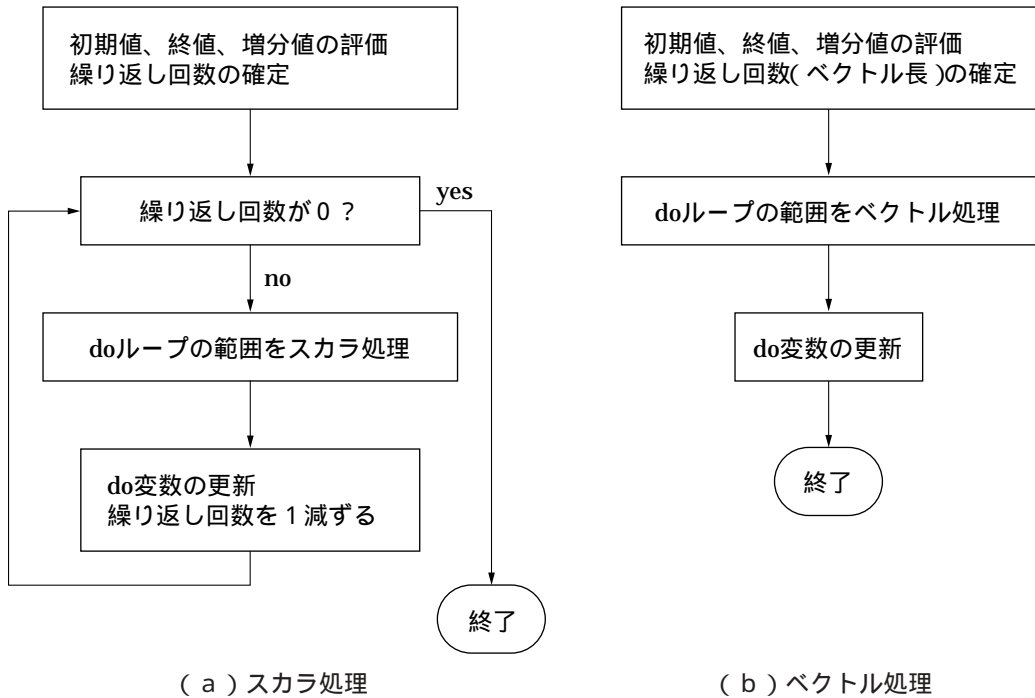 初期値、終値、増分値の評価
繰り返し回数の確定
繰り返し回数が0?
yes
no
doループの範囲をスカラ処理
do変数の更新
繰り返し回数を1減ずる
終了
(a)スカラ処理
初期値、終値、増分値の評価
繰り返し回数(ベクトル長)の確定
doループの範囲をベクトル処理
do変数の更新
終了
(b)ベクトル処理